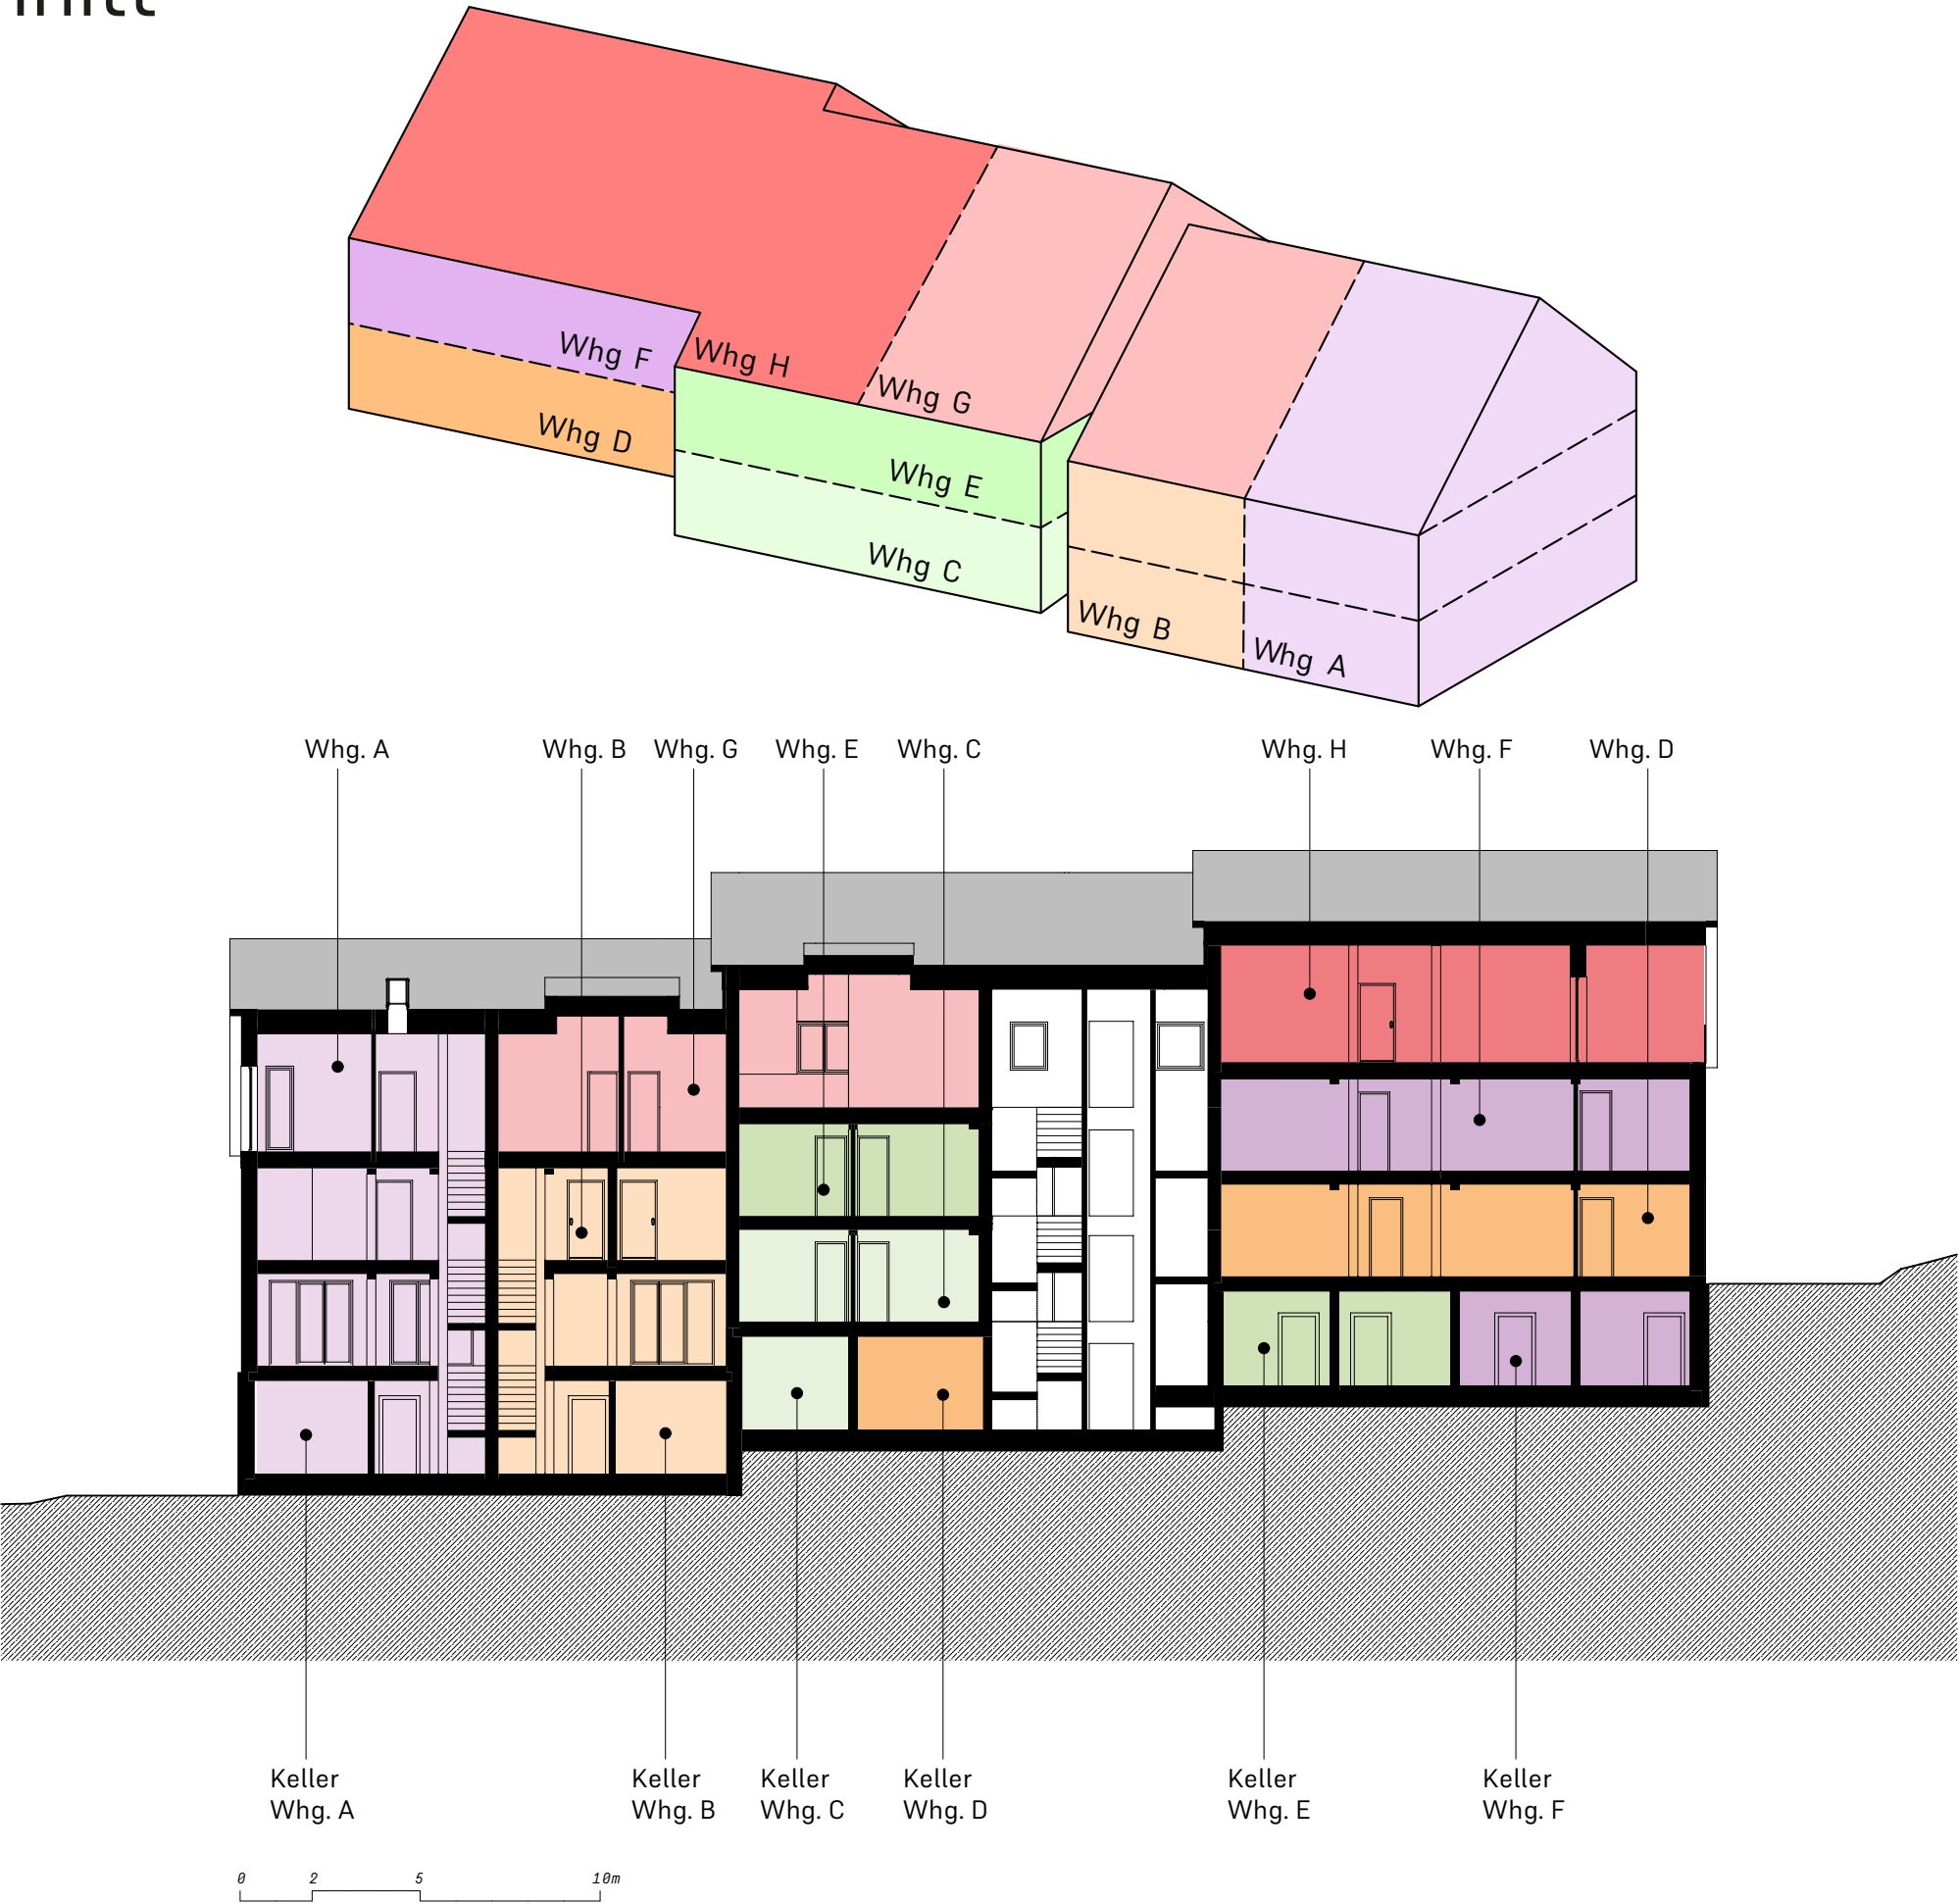 Whg F
Whg H
Whg G
Whg D
Whg E
Whg C
Whg B
Whg A
Whg. A
Whg. B
Whg. G
Whg. E
Whg. C
Whg. H
Whg. F
Whg. D
Keller
Whg. A
Keller
Whg. B
Keller
Whg. C
Keller
Whg. D
Keller
Whg. E
Keller
Whg. F
0 2 5 10m